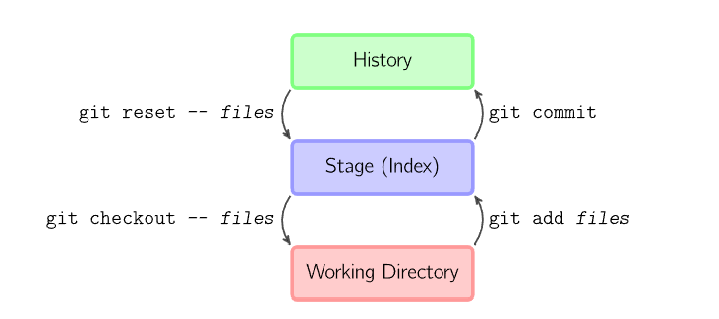 History
git reset -- files
git commit
Stage (Index)
git checkout -- files
git add files
Working Directory